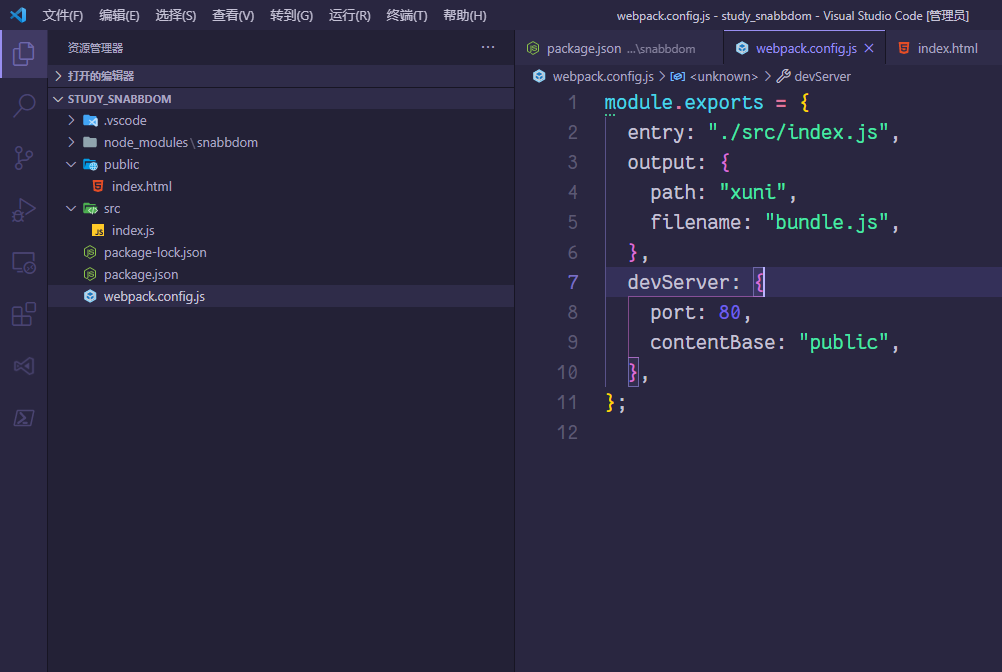 文件(F) 编辑(E) 选择(S) 查看(V) 转到(G) 运行(R) 终端(T) 帮助(H) webpack.config.js - study_snabbdom - Visual Studio Code [管理员]
资源管理器 ···
打开的编辑器
STUDY_SNABBDOM
.vscode
node_modules\snabbdom
public
index.html
src
index.js
package-lock.json
package.json
webpack.config.js
package.json ...\snabbdom webpack.config.js index.html
webpack.config.js > <unknown> > devServer
1 module.exports = {
2 entry: "./src/index.js",
3 output: {
4 path: "xuni",
5 filename: "bundle.js",
6 },
7 devServer: {
8 port: 80,
9 contentBase: "public",
10 },
11 };
12